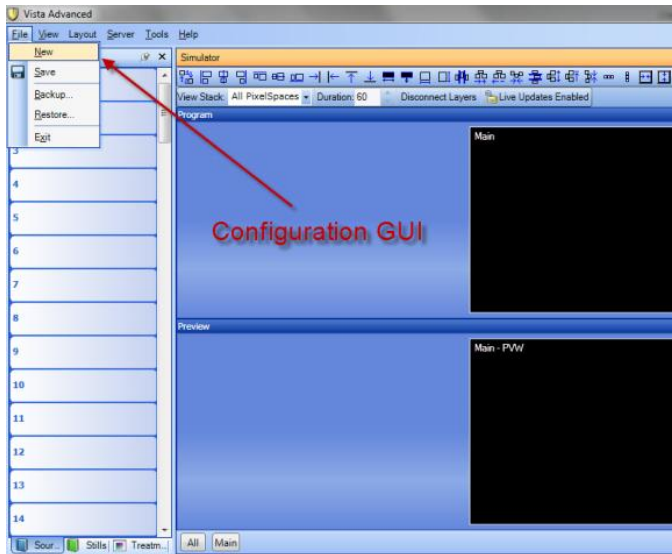 Vista Advanced
File View Layout Server Tools Help
New
Save
Backup...
Restore...
Exit
Simulator
View Stack: All PixelSpaces Duration: 60 Disconnect Layers Live Updates Enabled
Program
Main
Configuration GUI
3
4
5
6
7
8
9
10
11
12
13
14
Preview
Main - PVW
Sour... Stills Treatm...
All Main